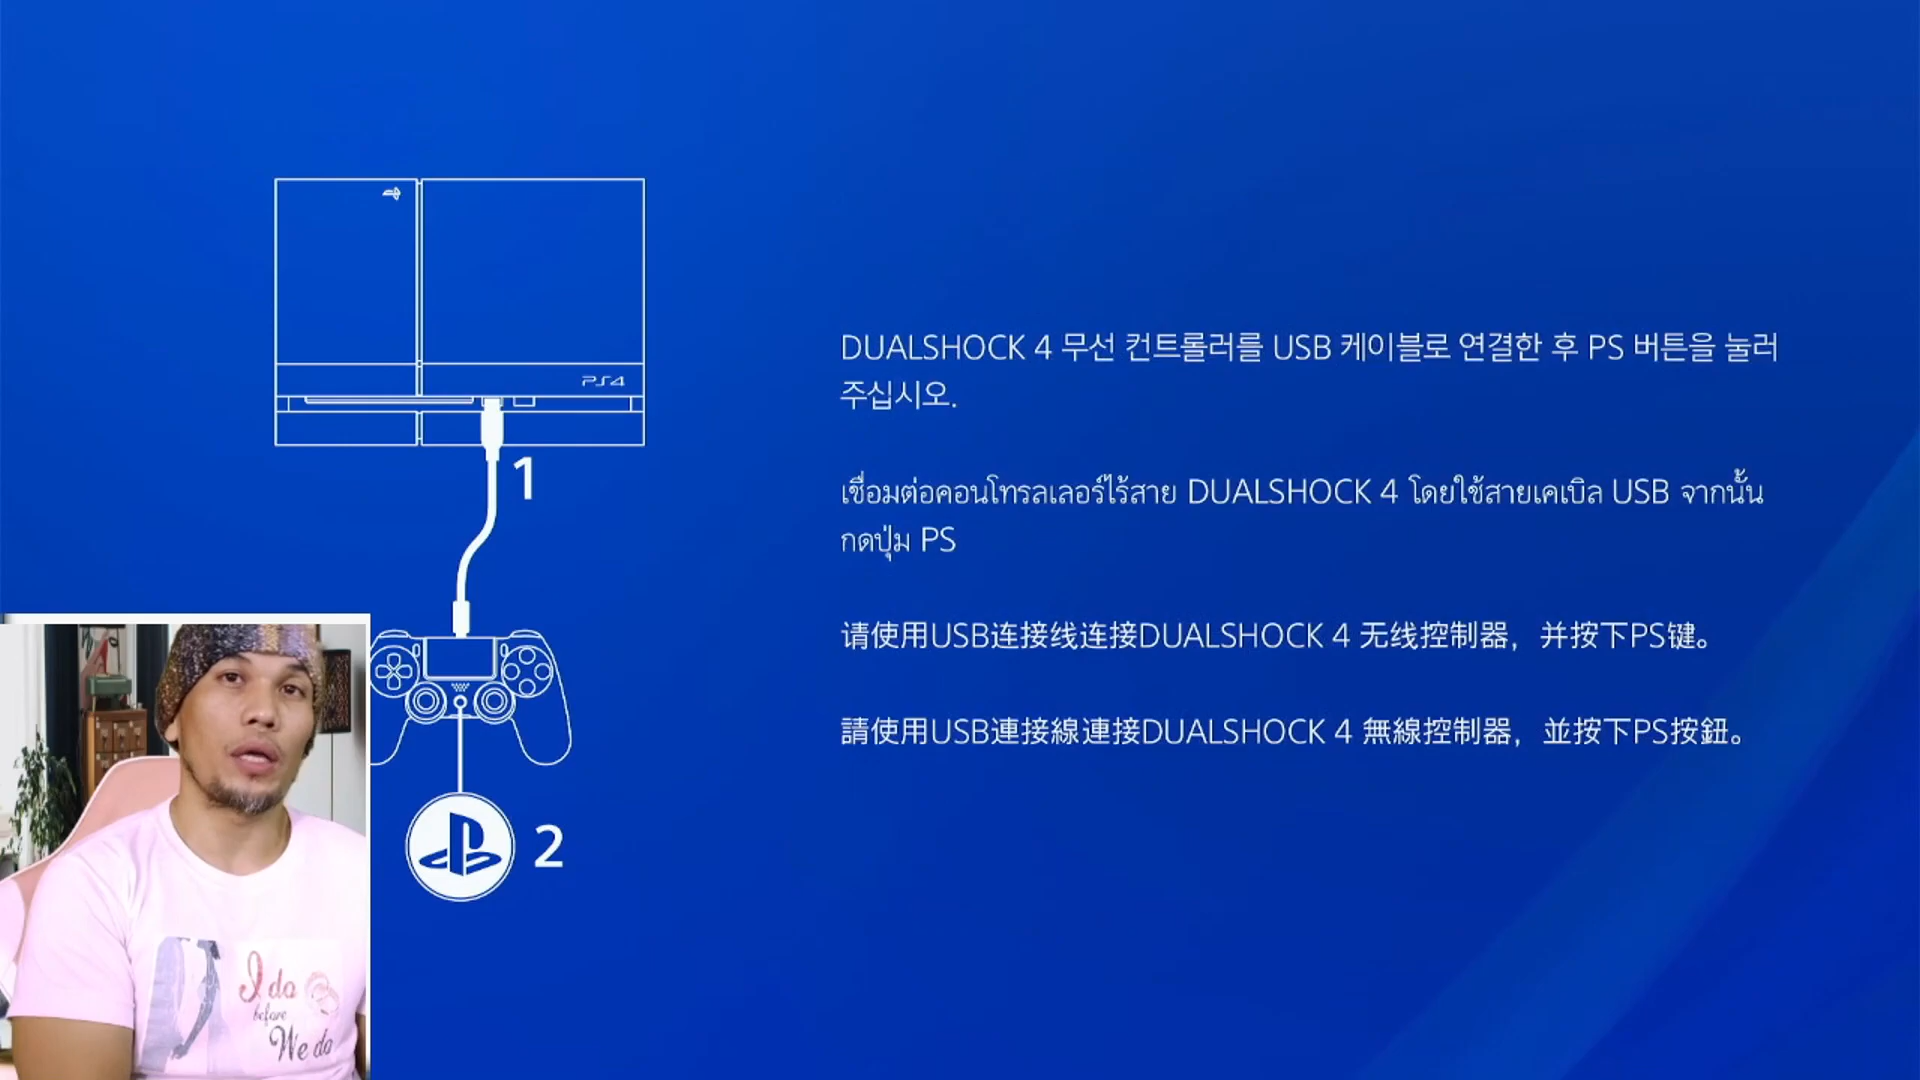 PS4
1
DUALSHOCK 4 무선 컨트롤러를 USB 케이블로 연결한 후 PS 버튼을 눌러
주십시오.
เชื่อมต่อคอนโทรลเลอร์ไร้สาย DUALSHOCK 4 โดยใช้สายเคเบิล USB จากนั้น
กดปุ่ม PS
请使用USB连接线连接DUALSHOCK 4 无线控制器，并按下PS键。
請使用USB連接線連接DUALSHOCK 4 無線控制器，並按下PS按鈕。
2
I do
before
We do